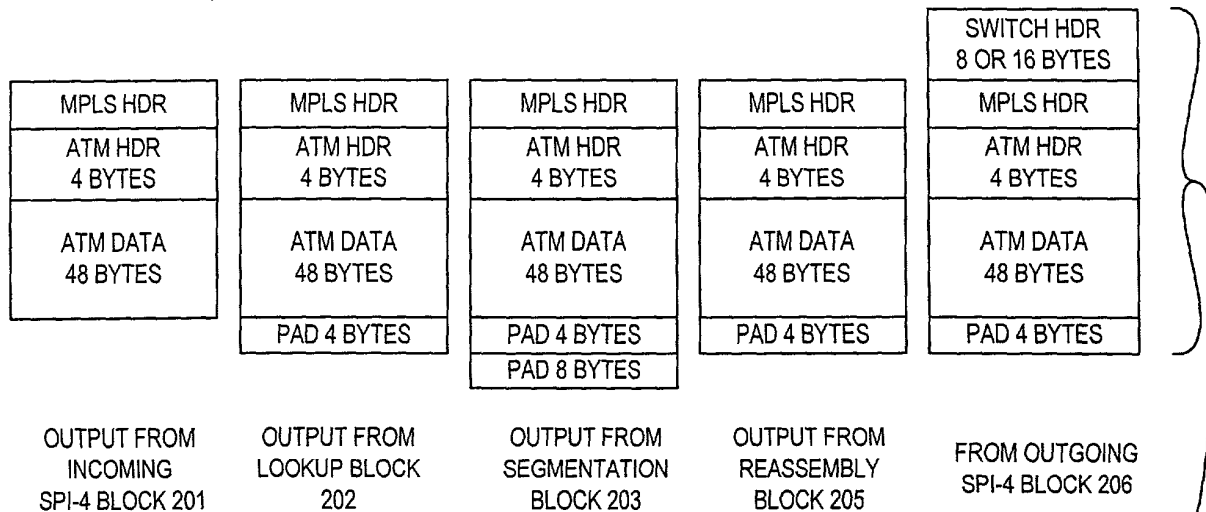 MPLS HDR
ATM HDR
4 BYTES
ATM DATA
48 BYTES
OUTPUT FROM
INCOMING
SPI-4 BLOCK 201
MPLS HDR
ATM HDR
4 BYTES
ATM DATA
48 BYTES
PAD 4 BYTES
OUTPUT FROM
LOOKUP BLOCK
202
MPLS HDR
ATM HDR
4 BYTES
ATM DATA
48 BYTES
PAD 4 BYTES
PAD 8 BYTES
OUTPUT FROM
SEGMENTATION
BLOCK 203
MPLS HDR
ATM HDR
4 BYTES
ATM DATA
48 BYTES
PAD 4 BYTES
OUTPUT FROM
REASSEMBLY
BLOCK 205
SWITCH HDR
8 OR 16 BYTES
MPLS HDR
ATM HDR
4 BYTES
ATM DATA
48 BYTES
PAD 4 BYTES
FROM OUTGOING
SPI-4 BLOCK 206